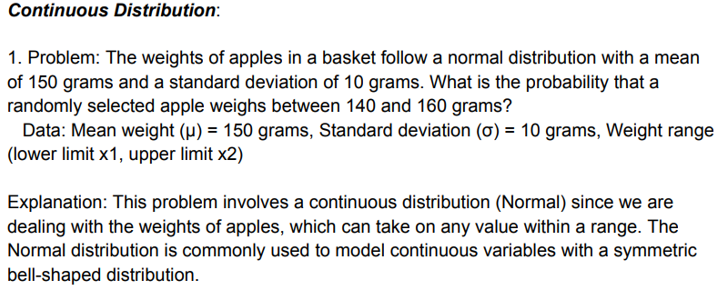 Continuous Distribution:
1. Problem: The weights of apples in a basket follow a normal distribution with a mean
of 150 grams and a standard deviation of 10 grams. What is the probability that a
randomly selected apple weighs between 140 and 160 grams?
Data: Mean weight (μ) = 150 grams, Standard deviation (σ) = 10 grams, Weight range
(lower limit x1, upper limit x2)
Explanation: This problem involves a continuous distribution (Normal) since we are
dealing with the weights of apples, which can take on any value within a range. The
Normal distribution is commonly used to model continuous variables with a symmetric
bell-shaped distribution.